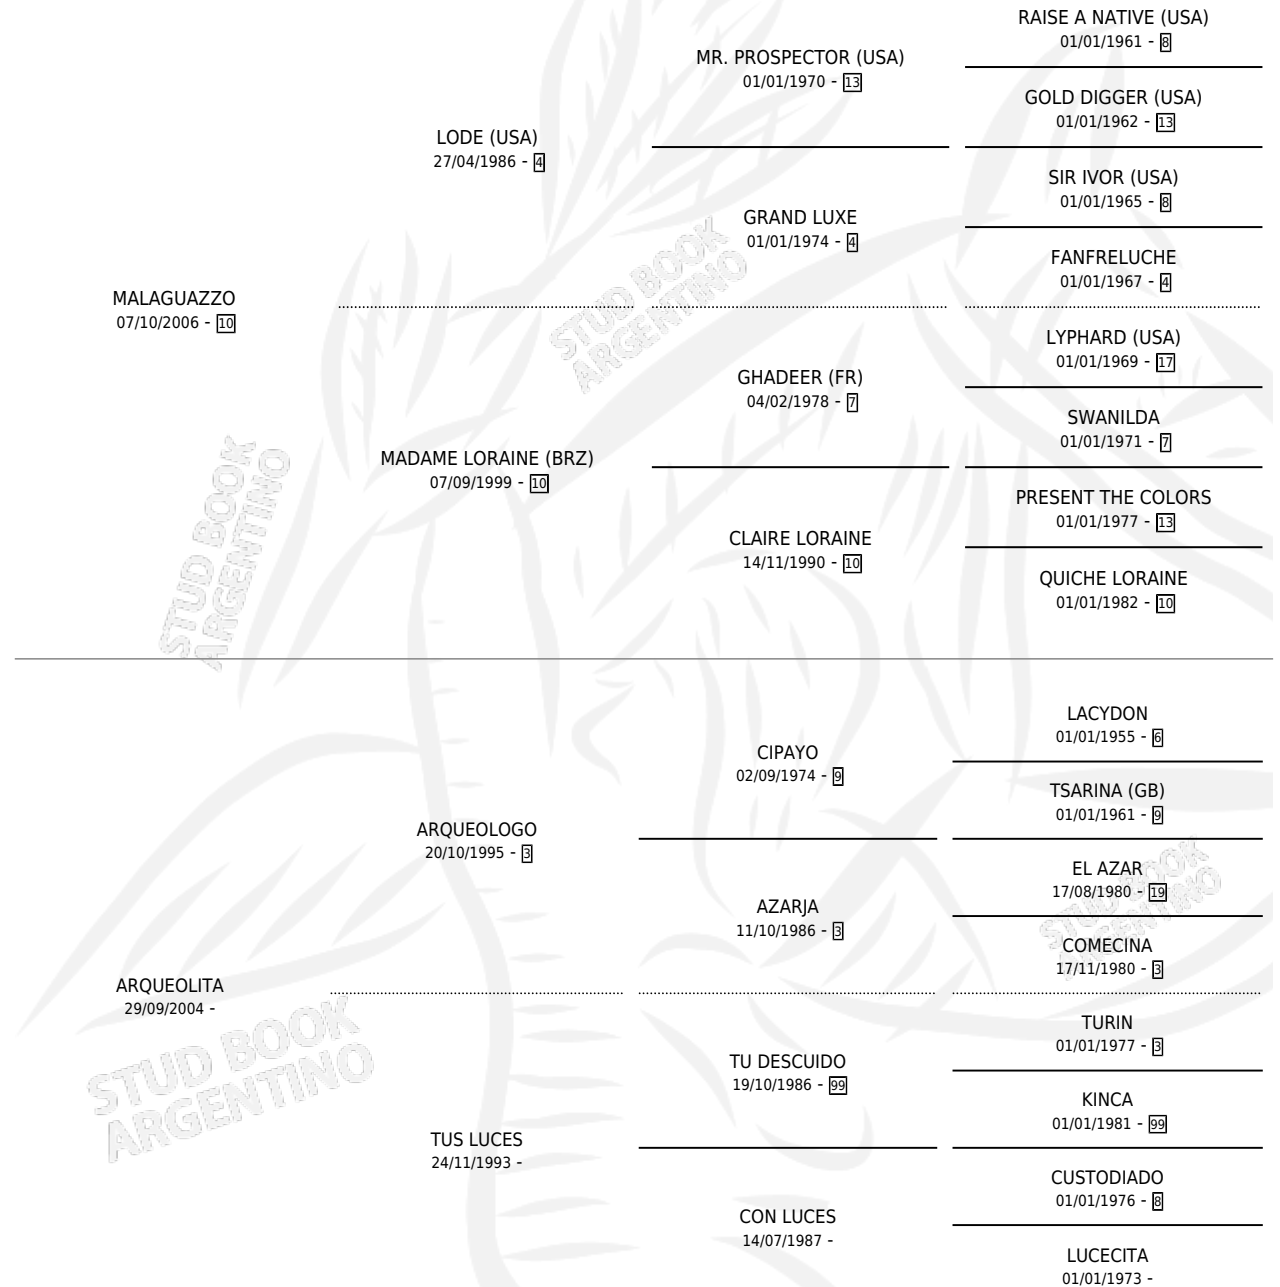 RAISE A NATIVE (USA)
01/01/1961 - 8
MR. PROSPECTOR (USA)
01/01/1970 - 13
GOLD DIGGER (USA)
01/01/1962 - 13
LODE (USA)
27/04/1986 - 4
SIR IVOR (USA)
01/01/1965 - 8
GRAND LUXE
01/01/1974 - 4
FANFRELUCHE
01/01/1967 - 4
MALAGUAZZO
07/10/2006 - 10
LYPHARD (USA)
01/01/1969 - 17
GHADEER (FR)
04/02/1978 - 7
SWANILDA
01/01/1971 - 7
MADAME LORAINE (BRZ)
07/09/1999 - 10
PRESENT THE COLORS
01/01/1977 - 13
CLAIRE LORAINE
14/11/1990 - 10
QUICHE LORAINE
01/01/1982 - 10
LACYDON
01/01/1955 - 6
CIPAYO
02/09/1974 - 9
TSARINA (GB)
01/01/1961 - 9
ARQUEOLOGO
20/10/1995 - 3
EL AZAR
17/08/1980 - 19
AZARJA
11/10/1986 - 3
COMECINA
17/11/1980 - 3
ARQUEOLITA
29/09/2004 -
TURIN
01/01/1977 - 3
TU DESCUIDO
19/10/1986 - 99
KINCA
01/01/1981 - 99
TUS LUCES
24/11/1993 -
CUSTODIADO
01/01/1976 - 8
CON LUCES
14/07/1987 -
LUCECITA
01/01/1973 -
STUD BOOK
ARGENTINO
STUD BOOK
ARGENTINO
STUD BOOK
ARGENTINO
STUD BOOK
ARGENTINO